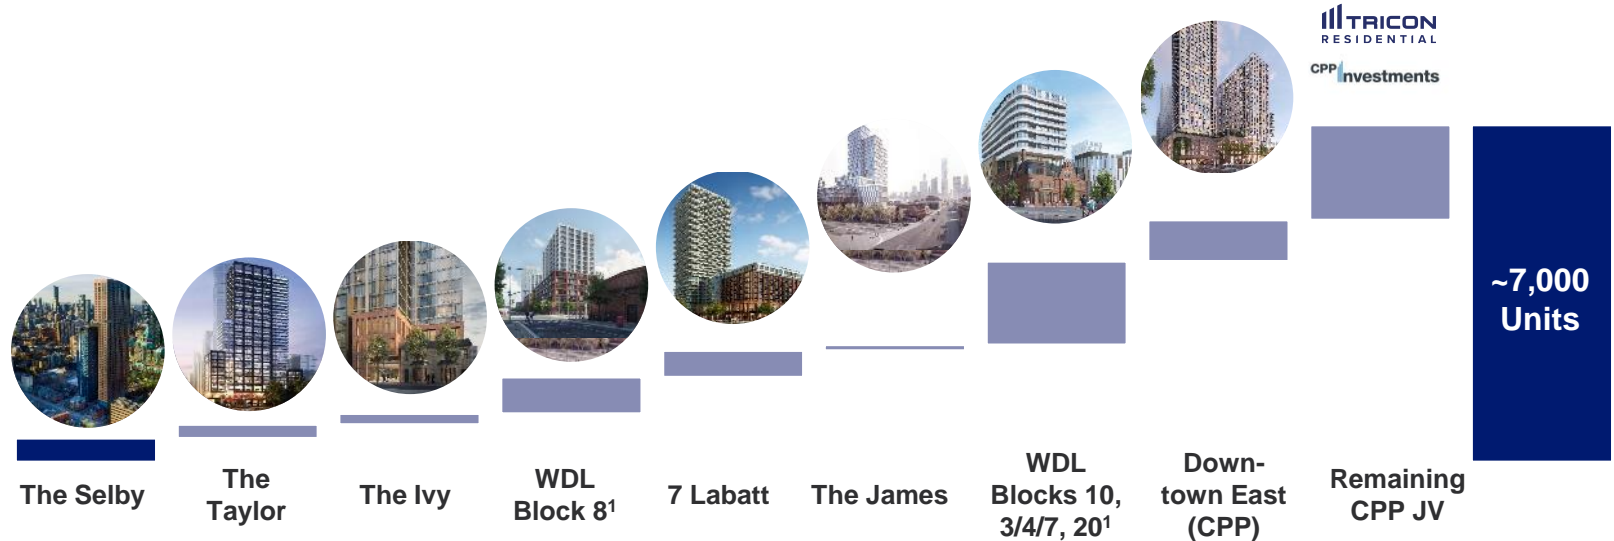 TRICON
RESIDENTIAL
CPP Investments
~7,000
Units
The Selby
The
Taylor
The Ivy
WDL
Block 8¹
7 Labatt
The James
WDL
Blocks 10,
3/4/7, 20¹
Down-
town East
(CPP)
Remaining
CPP JV